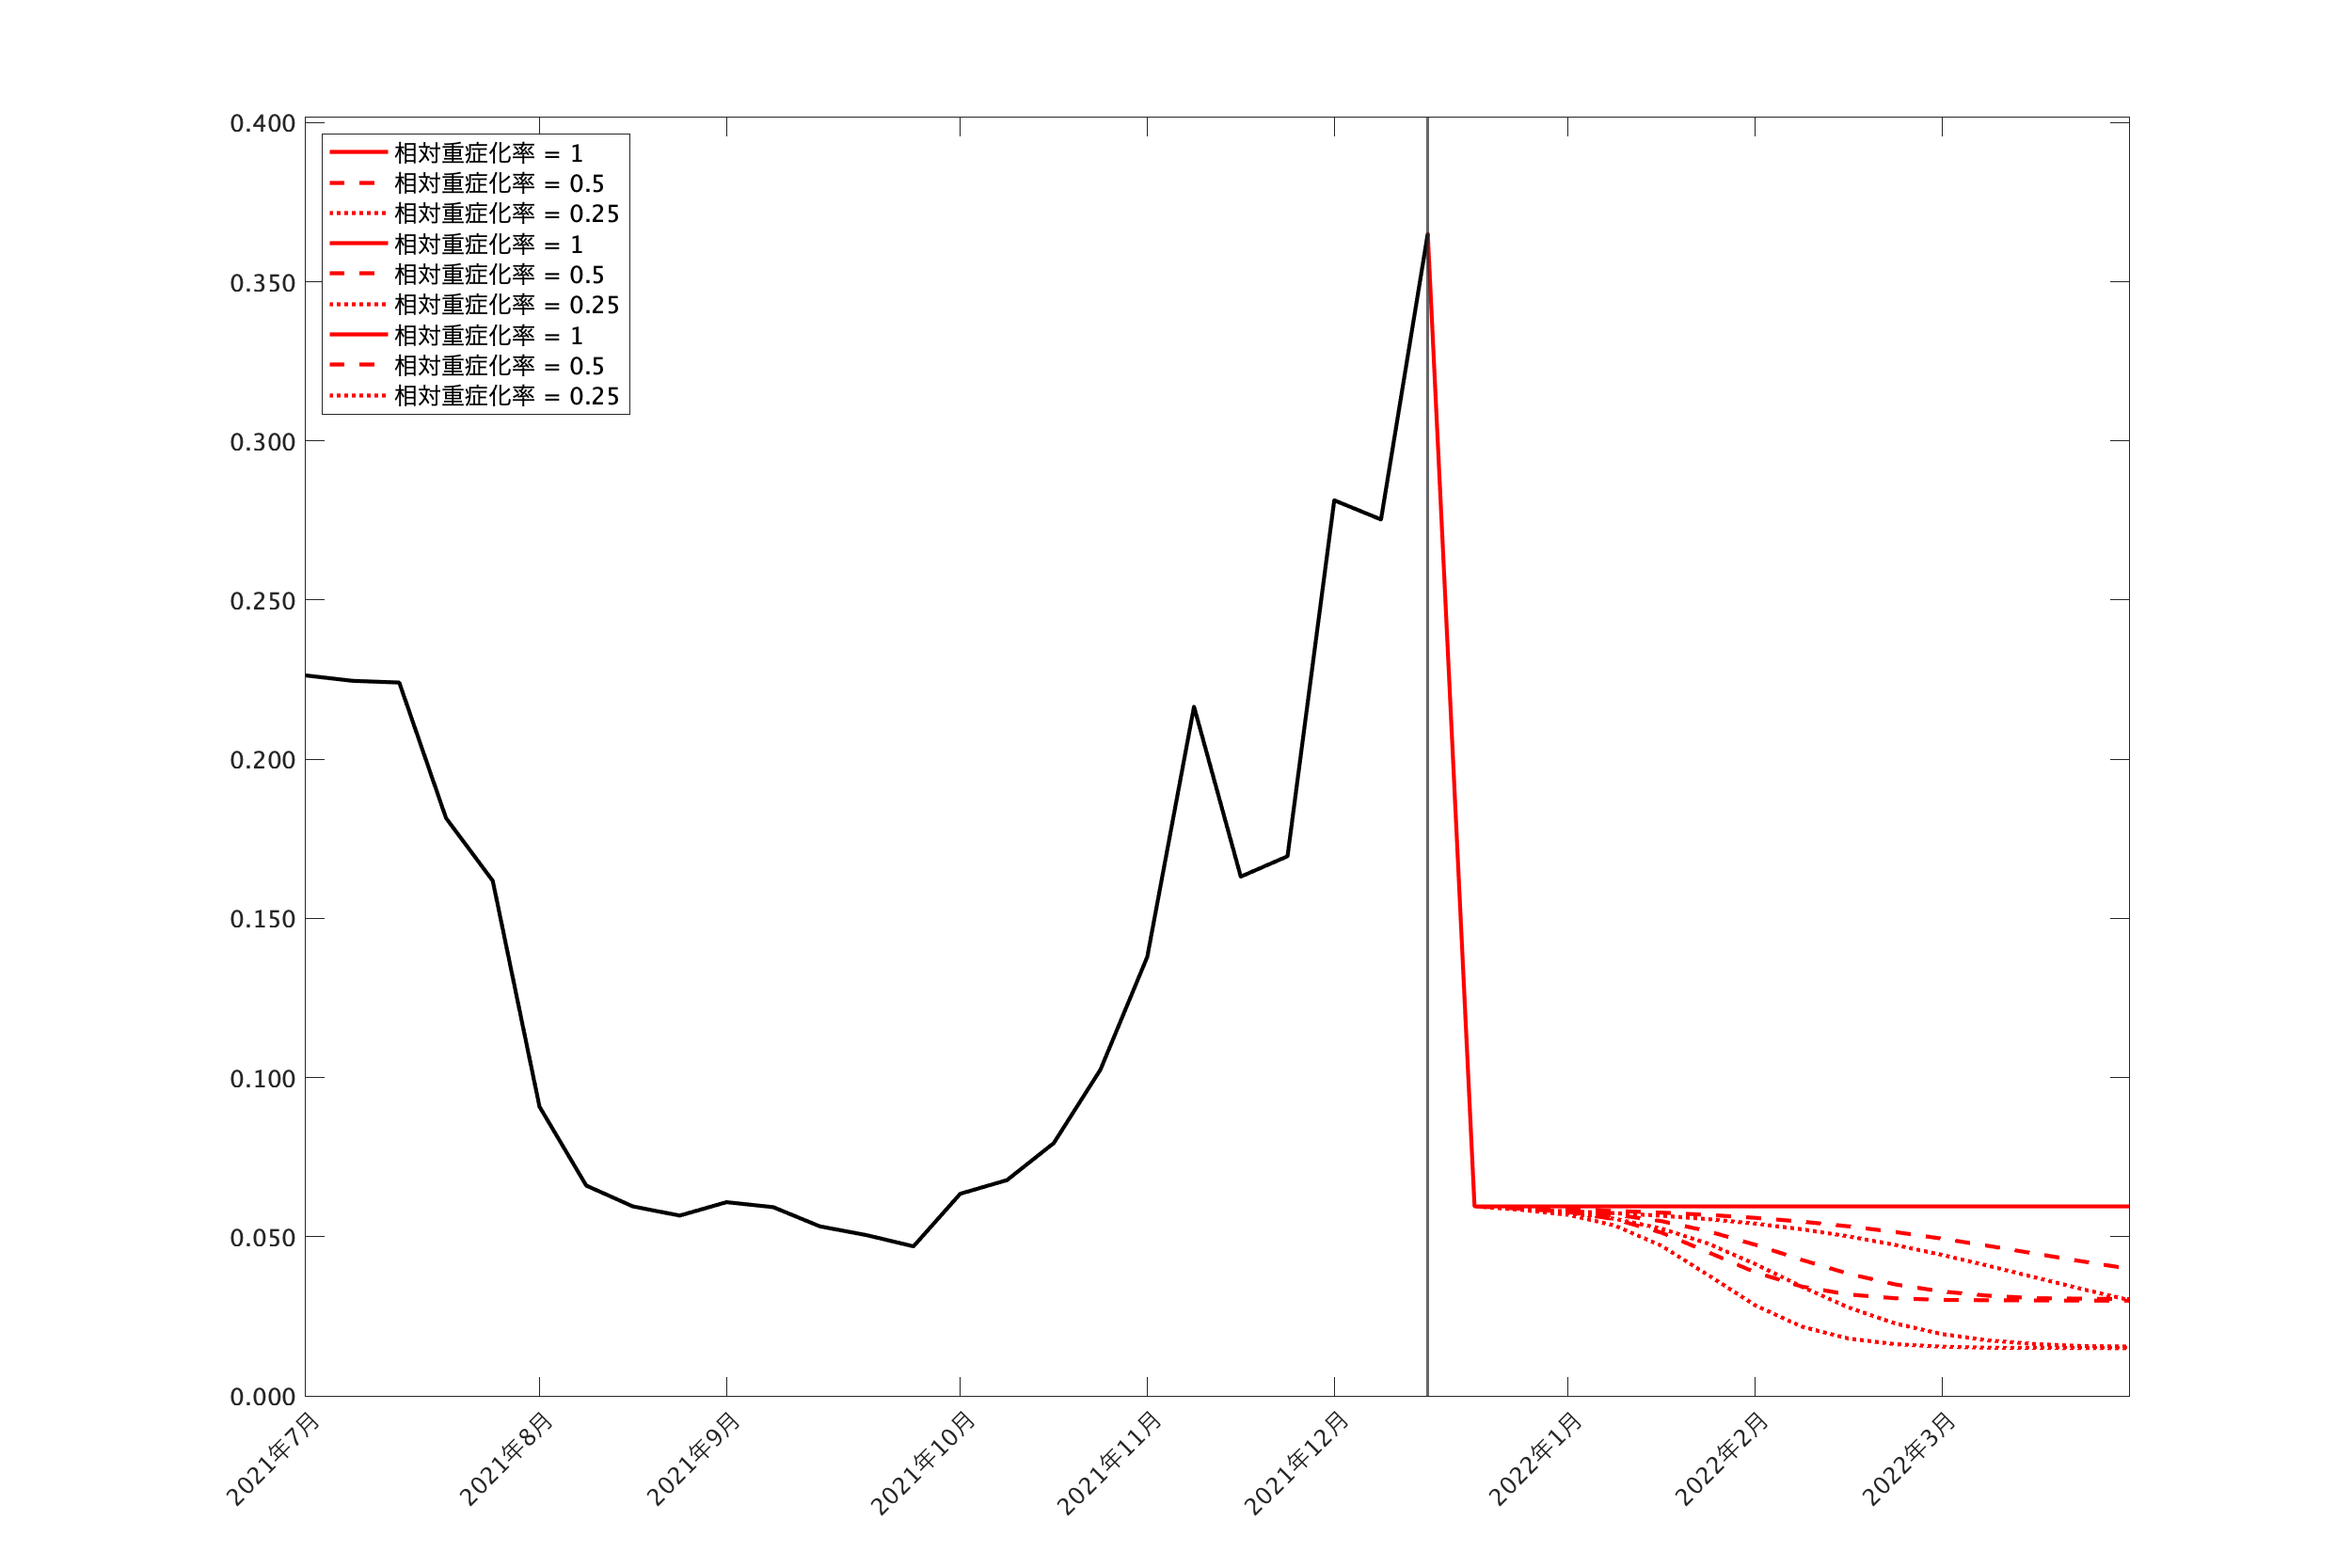 0.400
0.350
0.300
0.250
0.200
0.150
0.100
0.050
0.000
相対重症化率 = 1
相対重症化率 = 0.5
相対重症化率 = 0.25
相対重症化率 = 1
相対重症化率 = 0.5
相対重症化率 = 0.25
相対重症化率 = 1
相対重症化率 = 0.5
相対重症化率 = 0.25
2021年7月
2021年8月
2021年9月
2021年10月
2021年11月
2021年12月
2022年1月
2022年2月
2022年3月